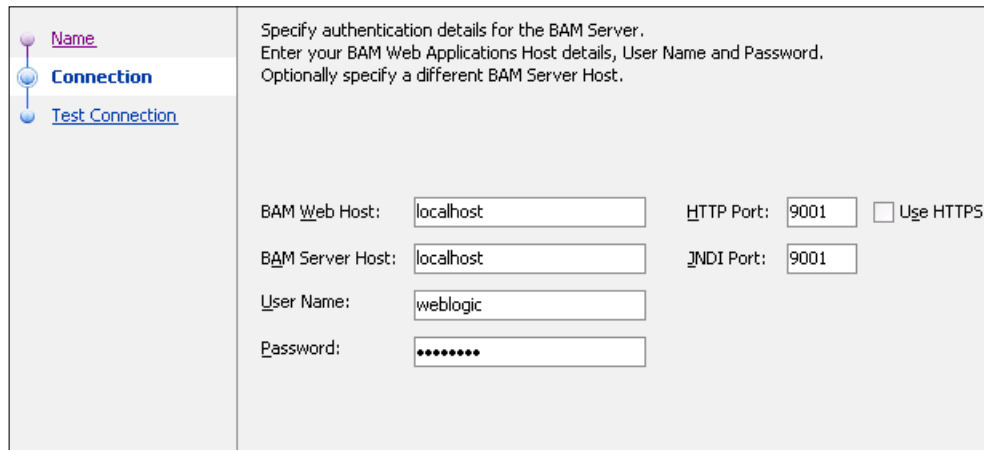 Name
Connection
Test Connection
Specify authentication details for the BAM Server.
Enter your BAM Web Applications Host details, User Name and Password.
Optionally specify a different BAM Server Host.
BAM Web Host: localhost HTTP Port: 9001 Use HTTPS
BAM Server Host: localhost JNDI Port: 9001
User Name: weblogic
Password: ••••••••